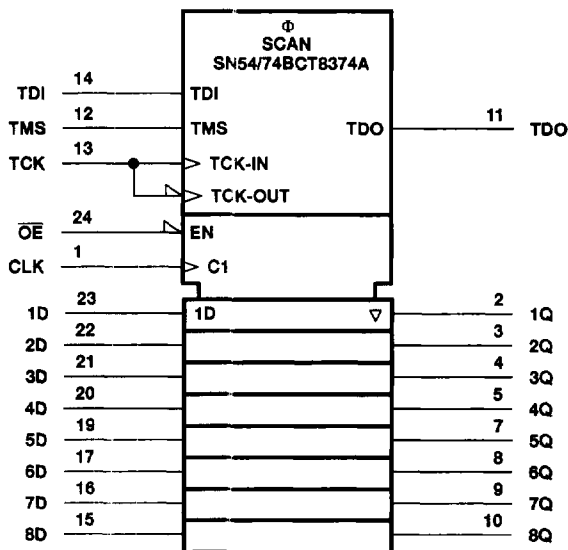 Φ
SCAN
SN54/74BCT8374A
TDI 14 TDI
TMS 12 TMS TDO 11 TDO
TCK 13 TCK-IN
TCK-OUT
OE 24 EN
CLK 1 C1
1D 23 1D ▽ 2 1Q
2D 22 3 2Q
3D 21 4 3Q
4D 20 5 4Q
5D 19 7 5Q
6D 17 8 6Q
7D 16 9 7Q
8D 15 10 8Q